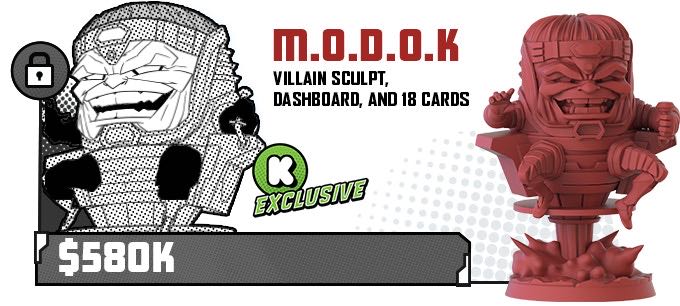 M.O.D.O.K
VILLAIN SCULPT,
DASHBOARD, AND 18 CARDS
K
EXCLUSIVE
$580K